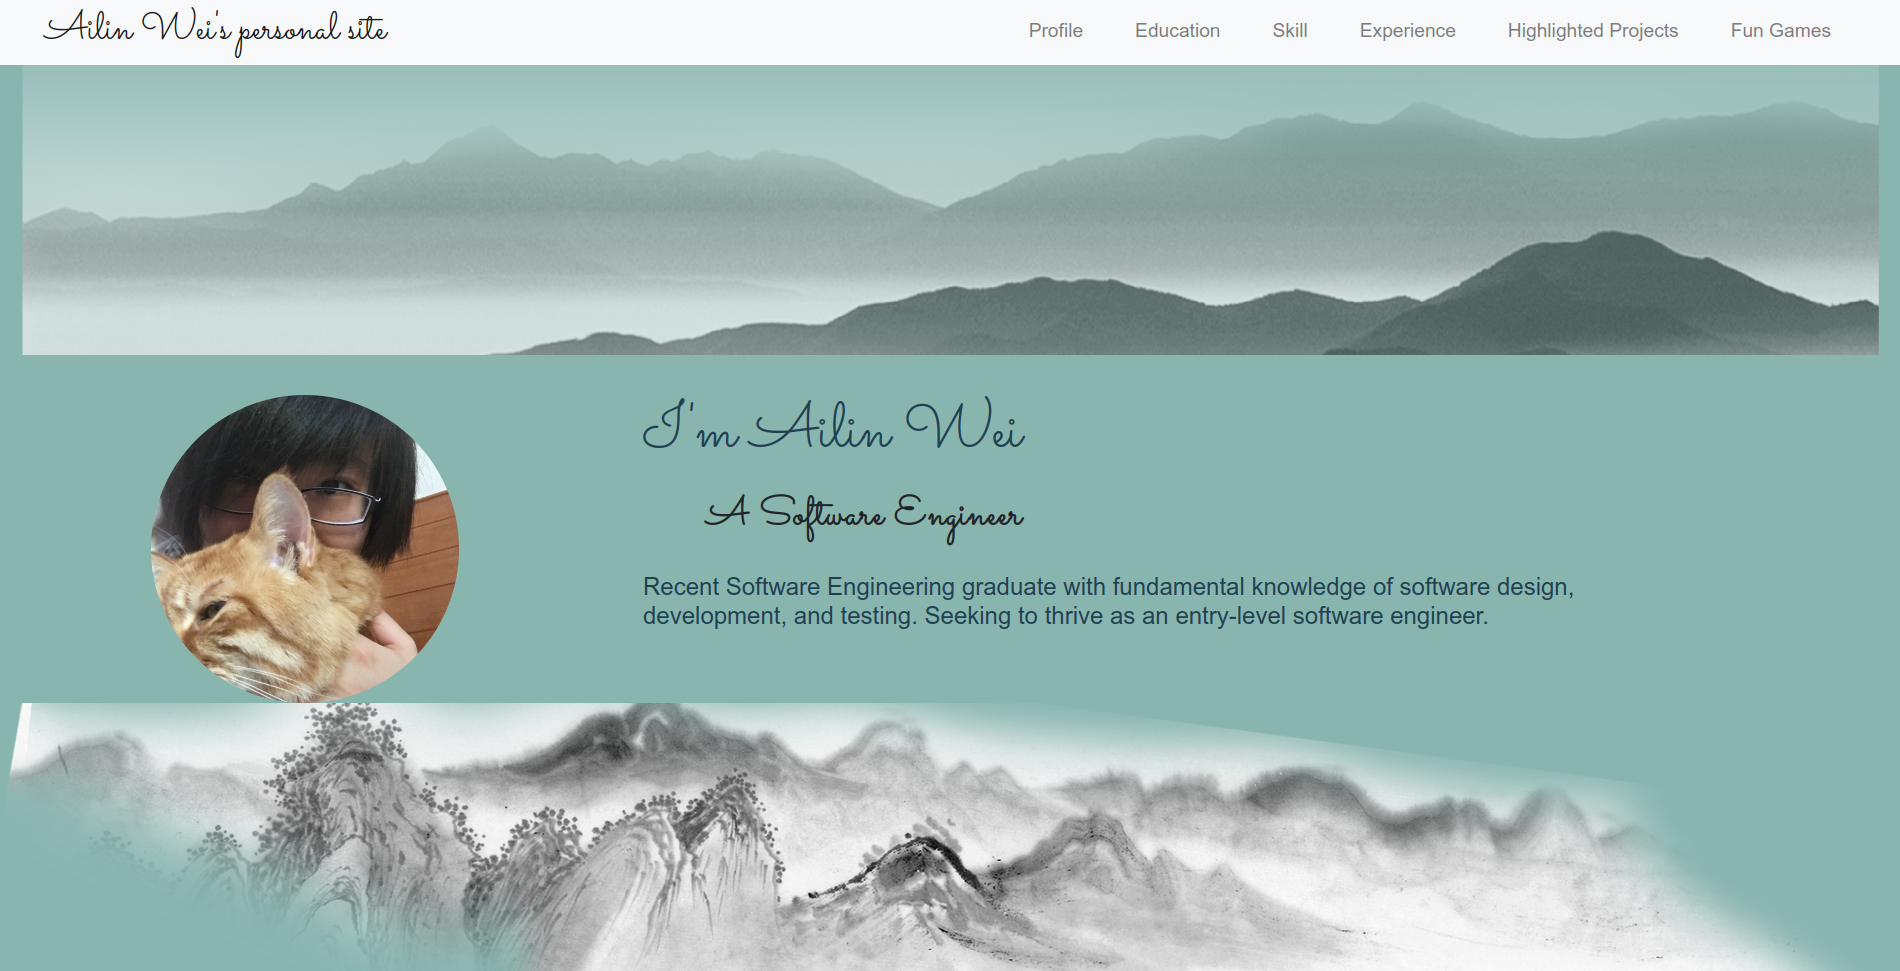 Ailin Wei's personal site
Profile Education Skill Experience Highlighted Projects Fun Games
I'm Ailin Wei
A Software Engineer
Recent Software Engineering graduate with fundamental knowledge of software design,
development, and testing. Seeking to thrive as an entry-level software engineer.